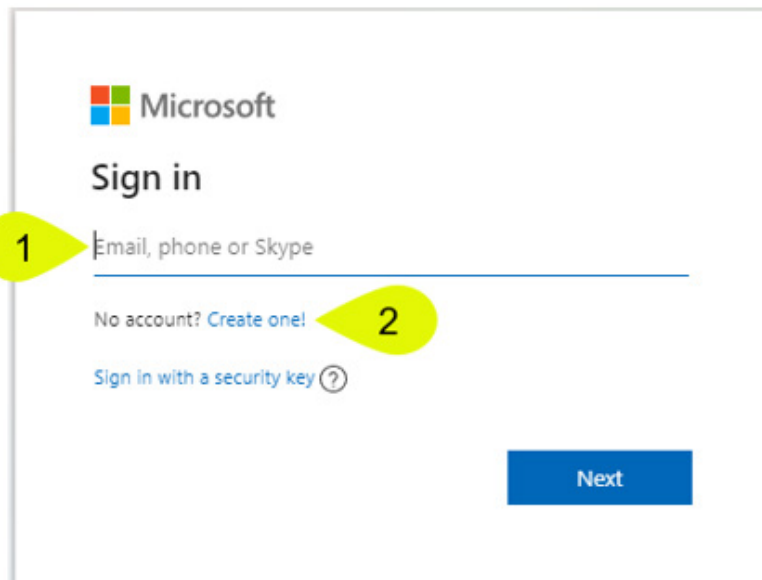 Microsoft
Sign in
1
Email, phone or Skype
No account? Create one!
2
Sign in with a security key ?
Next